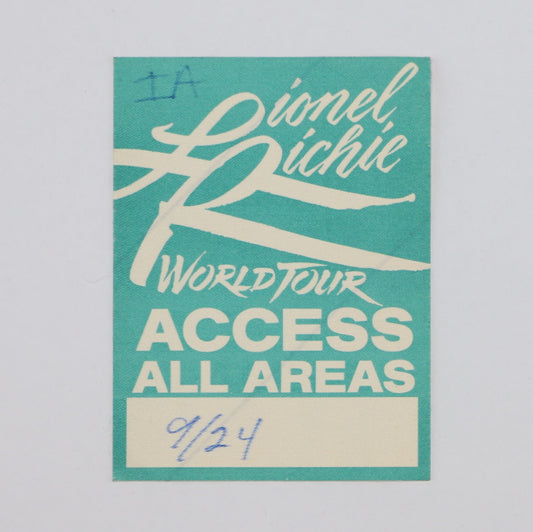 IA
Lionel
Richie
WORLD TOUR
ACCESS
ALL AREAS
9/24